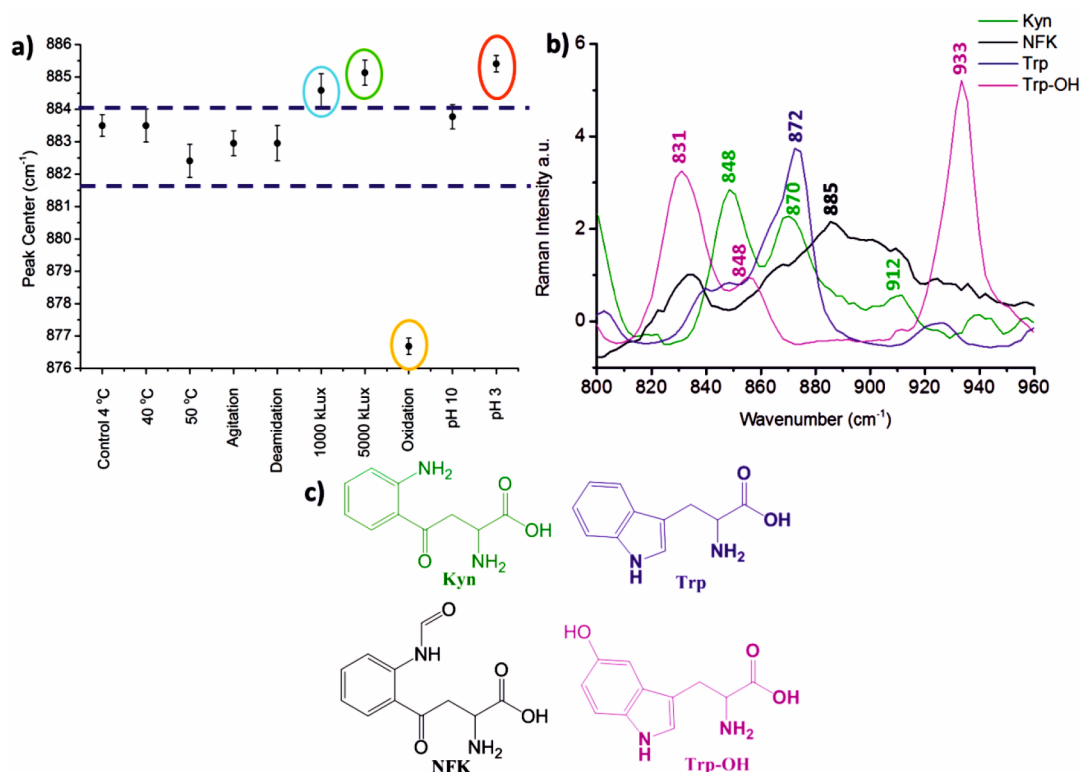 a)
886
885
884
883
882
881
880
879
878
877
876
Peak Center (cm-1)
Control 4 °C
40 °C
50 °C
Agitation
Deamidation
1000 kLux
5000 kLux
Oxidation
pH 10
pH 3
b)
Kyn
NFK
Trp
Trp-OH
6
4
2
0
Raman Intensity a.u.
831
848
848
870
872
885
912
933
800
820
840
860
880
900
920
940
960
Wavenumber (cm-1)
c)
NH2
O
OH
O
NH2
Kyn
O
OH
NH2
N
H
Trp
O
NH
O
OH
O
NH2
NFK
HO
O
OH
NH2
N
H
Trp-OH